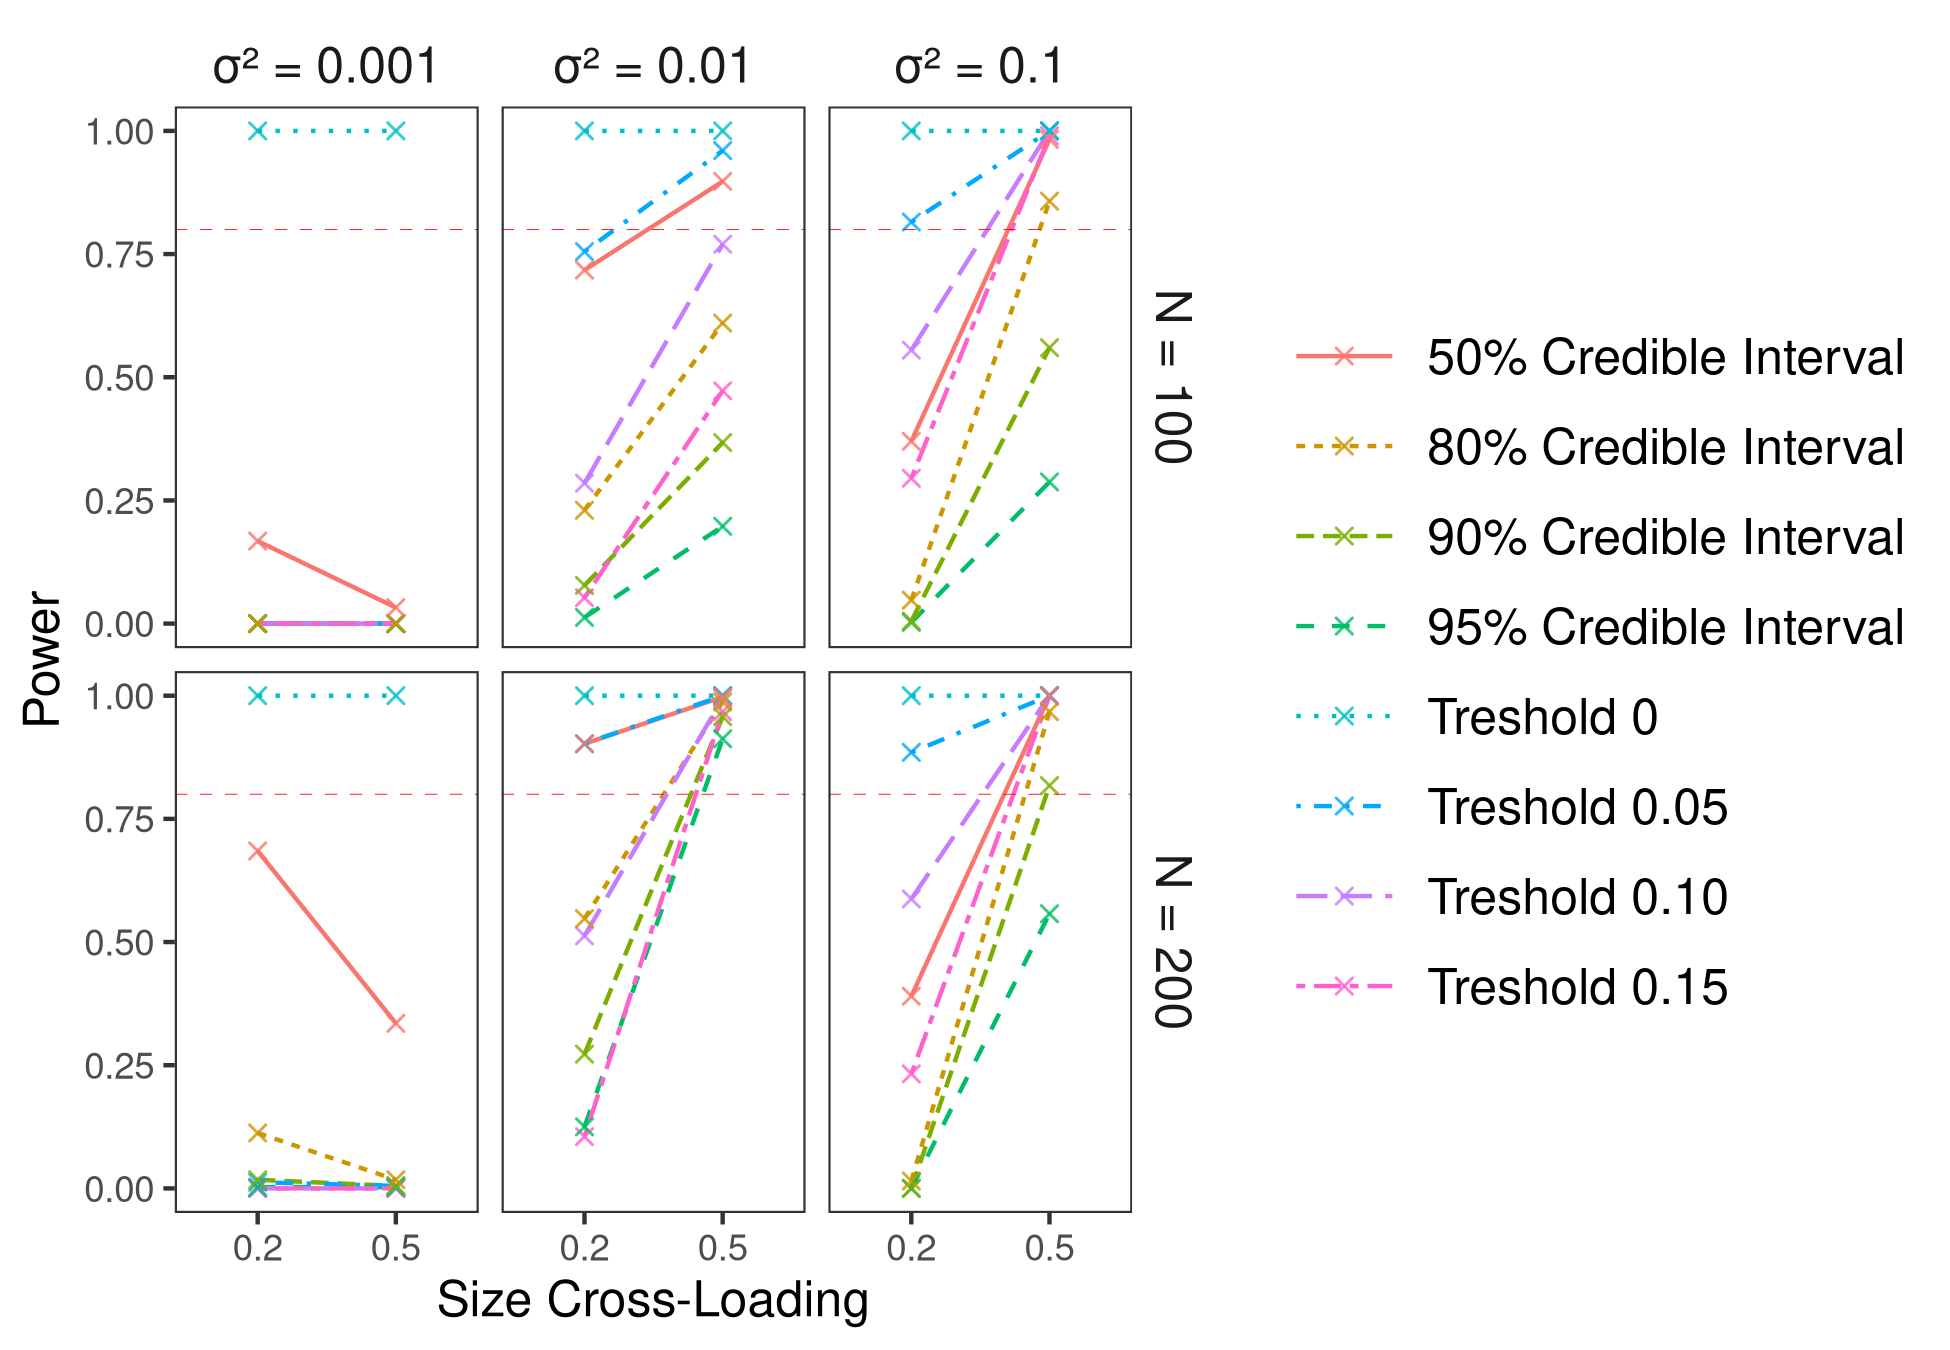 σ² = 0.001
σ² = 0.01
σ² = 0.1
1.00
0.75
0.50
0.25
0.00
N = 100
1.00
0.75
0.50
0.25
0.00
N = 200
0.2
0.5
0.2
0.5
0.2
0.5
Size Cross-Loading
Power
50% Credible Interval
80% Credible Interval
90% Credible Interval
95% Credible Interval
Treshold 0
Treshold 0.05
Treshold 0.10
Treshold 0.15